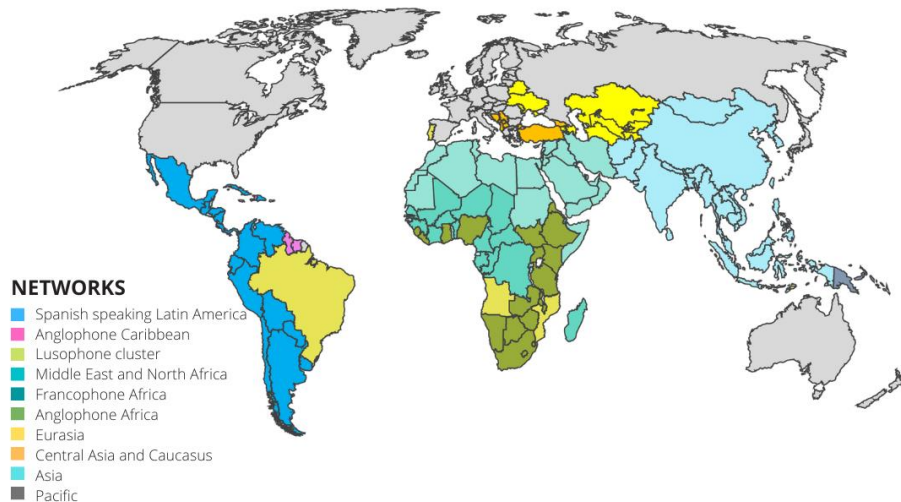 NETWORKS
Spanish speaking Latin America
Anglophone Caribbean
Lusophone cluster
Middle East and North Africa
Francophone Africa
Anglophone Africa
Eurasia
Central Asia and Caucasus
Asia
Pacific